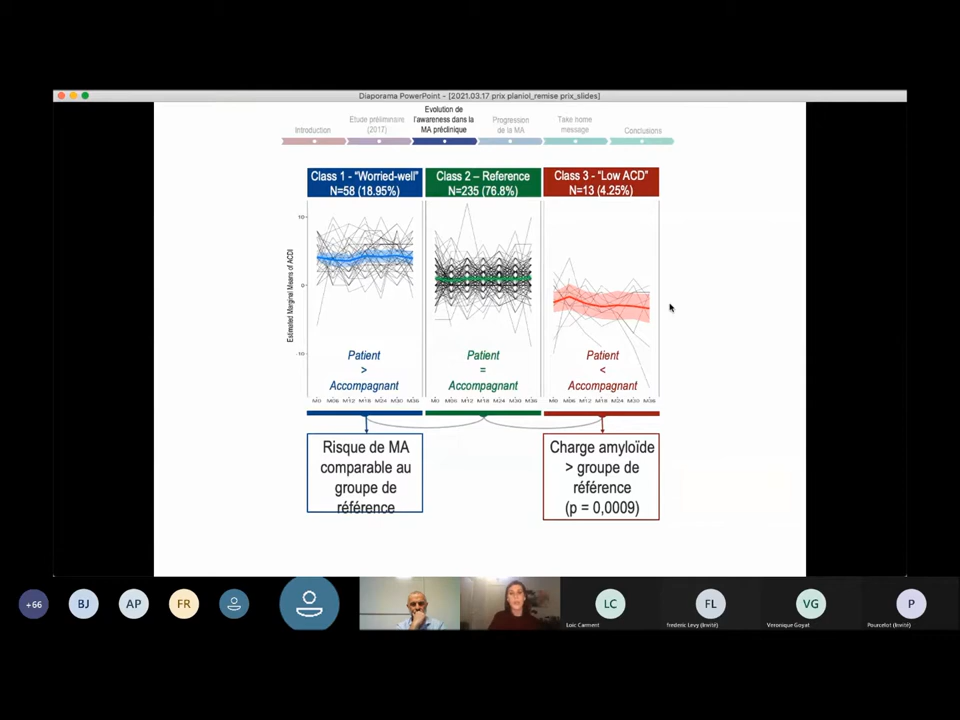 Diaporama PowerPoint - [2021.03.17 prix planiol_remise prix_slides]
Introduction
Etude préliminaire
(2017)
Evolution de
l'awareness dans la
MA préclinique
Progression
de la MA
Take home
message
Conclusions
Class 1 - "Worried-well"
N=58 (18.95%)
Class 2 – Reference
N=235 (76.8%)
Class 3 - "Low ACD"
N=13 (4.25%)
Estimated Marginal Means of ACDI
10
0
-10
Patient
>
Accompagnant
Patient
=
Accompagnant
Patient
<
Accompagnant
M0 M06 M12 M18 M24 M30 M36
M0 M06 M12 M18 M24 M30 M36
M0 M06 M12 M18 M24 M30 M36
Risque de MA
comparable au
groupe de
référence
Charge amyloïde
> groupe de
référence
(p = 0,0009)
+66
BJ
AP
FR
LC
FL
VG
P
Loic Carment
Frederic Levy (Invité)
Veronique Goyat
Pourcelot (Invité)